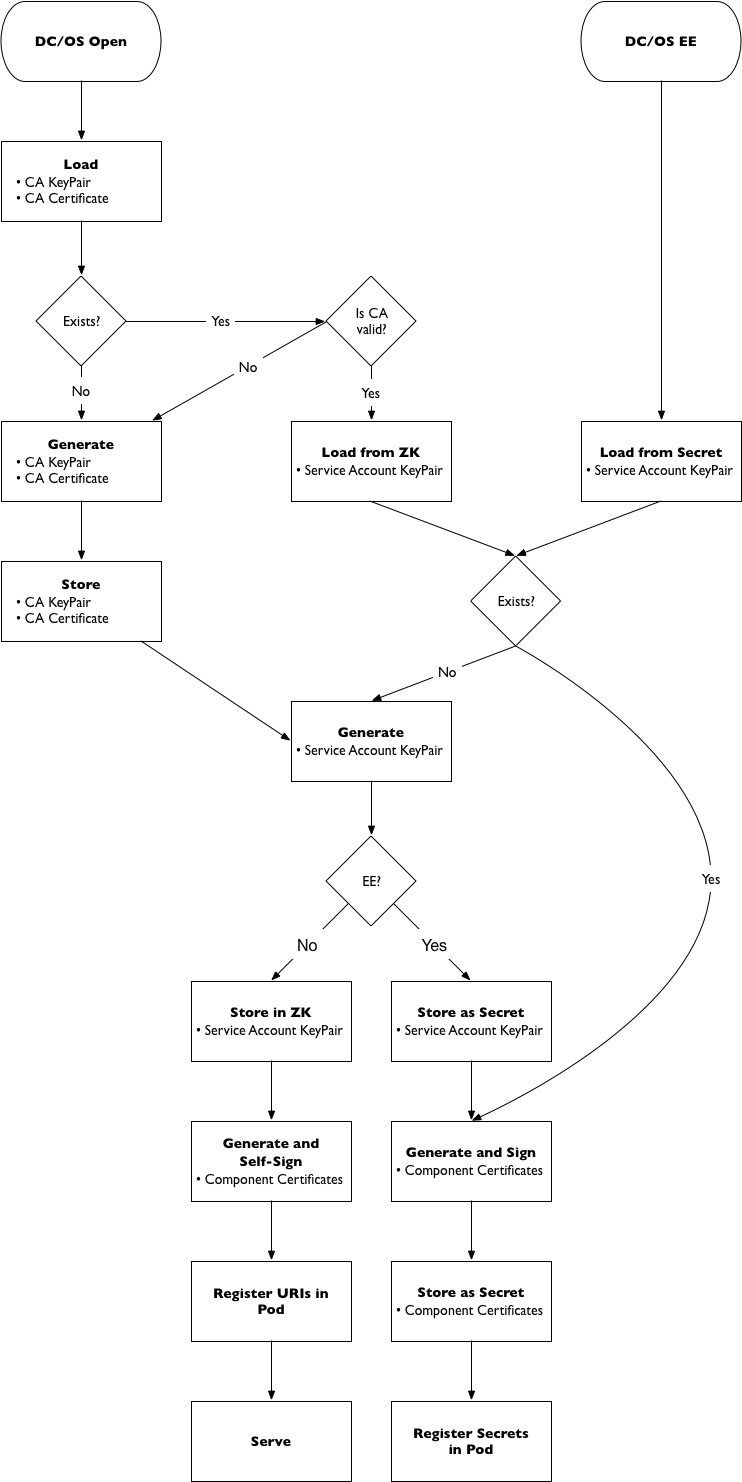 DC/OS Open
DC/OS EE
Load
• CA KeyPair
• CA Certificate
Exists?
Yes
Is CA
valid?
No
No
Yes
Generate
• CA KeyPair
• CA Certificate
Load from ZK
• Service Account KeyPair
Load from Secret
• Service Account KeyPair
Store
• CA KeyPair
• CA Certificate
Exists?
No
Generate
• Service Account KeyPair
EE?
Yes
No
Yes
Store in ZK
• Service Account KeyPair
Store as Secret
• Service Account KeyPair
Generate and
Self-Sign
• Component Certificates
Generate and Sign
• Component Certificates
Register URIs in
Pod
Store as Secret
• Component Certificates
Serve
Register Secrets
in Pod